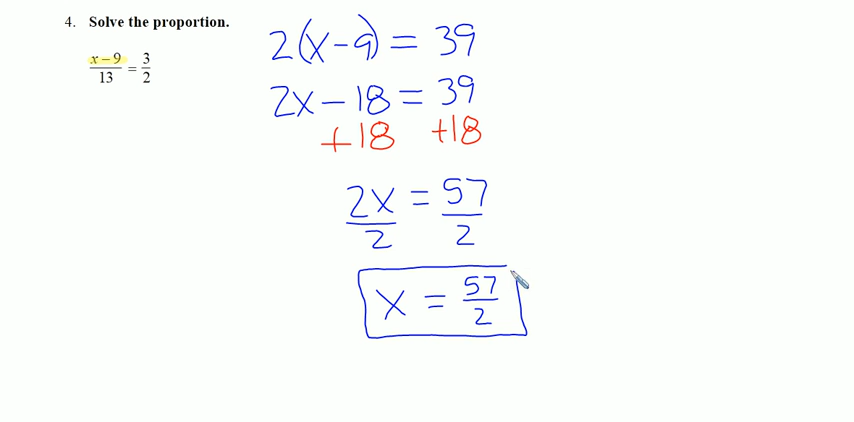 4. Solve the proportion.
x – 9 / 13 = 3 / 2
2(x – 9) = 39
2x – 18 = 39
+18 +18
2x / 2 = 57 / 2
x = 57 / 2